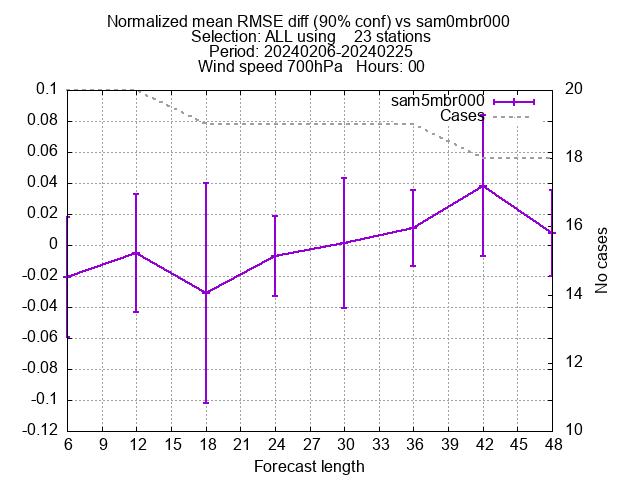 Normalized mean RMSE diff (90% conf) vs sam0mbr000
Selection: ALL using    23 stations
Period: 20240206-20240225
Wind speed 700hPa   Hours: 00
sam5mbr000
Cases
0.1
0.08
0.06
0.04
0.02
0
-0.02
-0.04
-0.06
-0.08
-0.1
-0.12
20
18
16
14
12
10
No cases
6 12 15 18 21 24 27 30 33 36 39 42 45 48
Forecast length